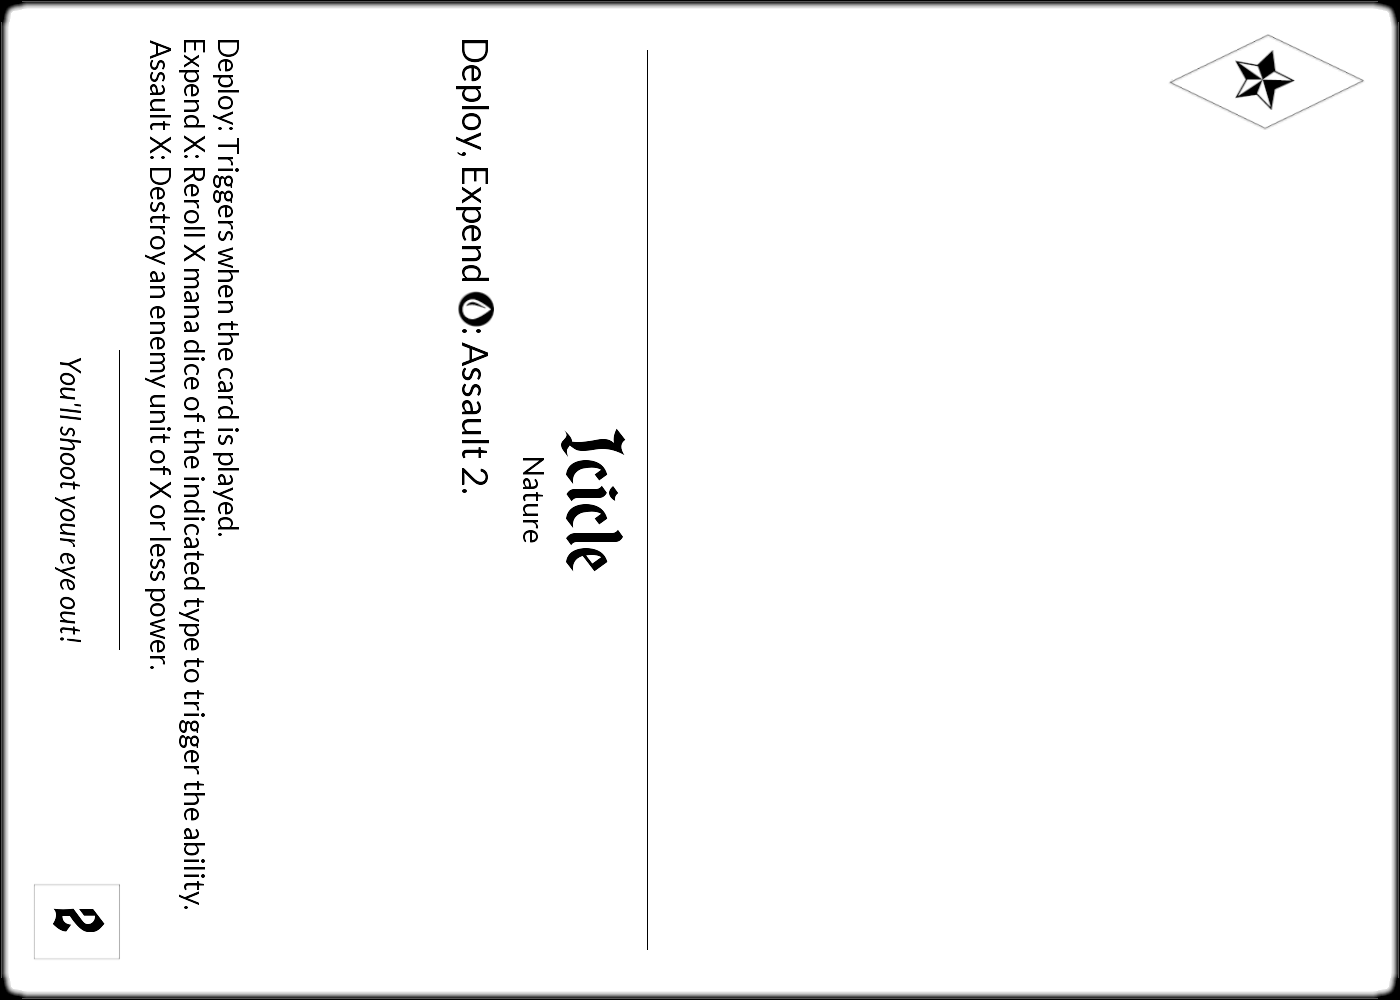 Icicle
Nature
Deploy, Expend : Assault 2.
Deploy: Triggers when the card is played.
Expend X: Reroll X mana dice of the indicated type to trigger the ability.
Assault X: Destroy an enemy unit of X or less power.
You'll shoot your eye out!
2